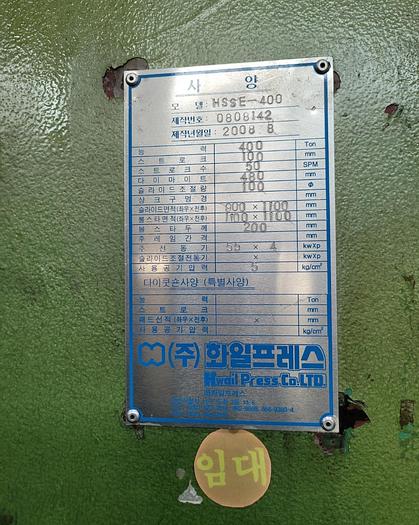 사 양
모 델: HSSE-400
제작번호: 0808142
제작년월일: 2008 8
능 력 400 Ton
스 트 로 크 100 mm
스 트 로 크 수 50 SPM
다 이 하 이 트 480 mm
슬라이드조절량 100 mm
상 크 구 멍 경 Φ
슬라이드면적(좌우×전후) 900 × 1100 mm
볼스타면적(좌우×전후) 1100 × 1100 mm
볼 스 타 두 께 200 mm
후 레 임 간 격 mm
주 전 동 기 55 × 4 kwXp
슬라이드조절전동기 × kwXp
사 용 공 기 압 력 5 kg/cm²
다이쿳숀사양 (특별사양)
능 력 Ton
스 트 로 크 mm
패드면적(좌우×전후) × mm
사 용 공 기 압 력 kg/cm²
(주) 화일프레스
Hwail Press.Co.LTD.
임대